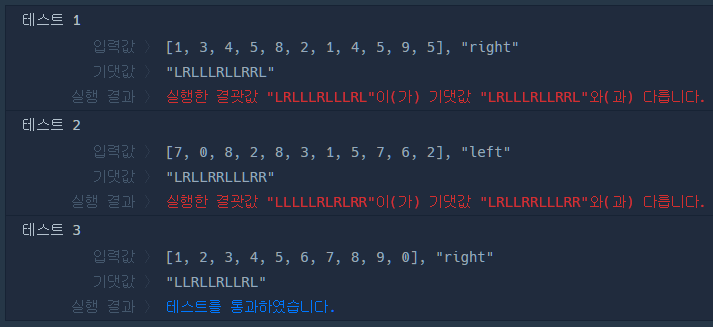 테스트 1
입력값 〉 [1, 3, 4, 5, 8, 2, 1, 4, 5, 9, 5], "right"
기댓값 〉 "LRLLLRLLRRL"
실행 결과 〉 실행한 결괏값 "LRLLLRLLLRL"이(가) 기댓값 "LRLLLRLLRRL"와(과) 다릅니다.
테스트 2
입력값 〉 [7, 0, 8, 2, 8, 3, 1, 5, 7, 6, 2], "left"
기댓값 〉 "LRLLRRLLLRR"
실행 결과 〉 실행한 결괏값 "LLLLLRLRLRR"이(가) 기댓값 "LRLLRRLLLRR"와(과) 다릅니다.
테스트 3
입력값 〉 [1, 2, 3, 4, 5, 6, 7, 8, 9, 0], "right"
기댓값 〉 "LLRLLRLLRL"
실행 결과 〉 테스트를 통과하였습니다.